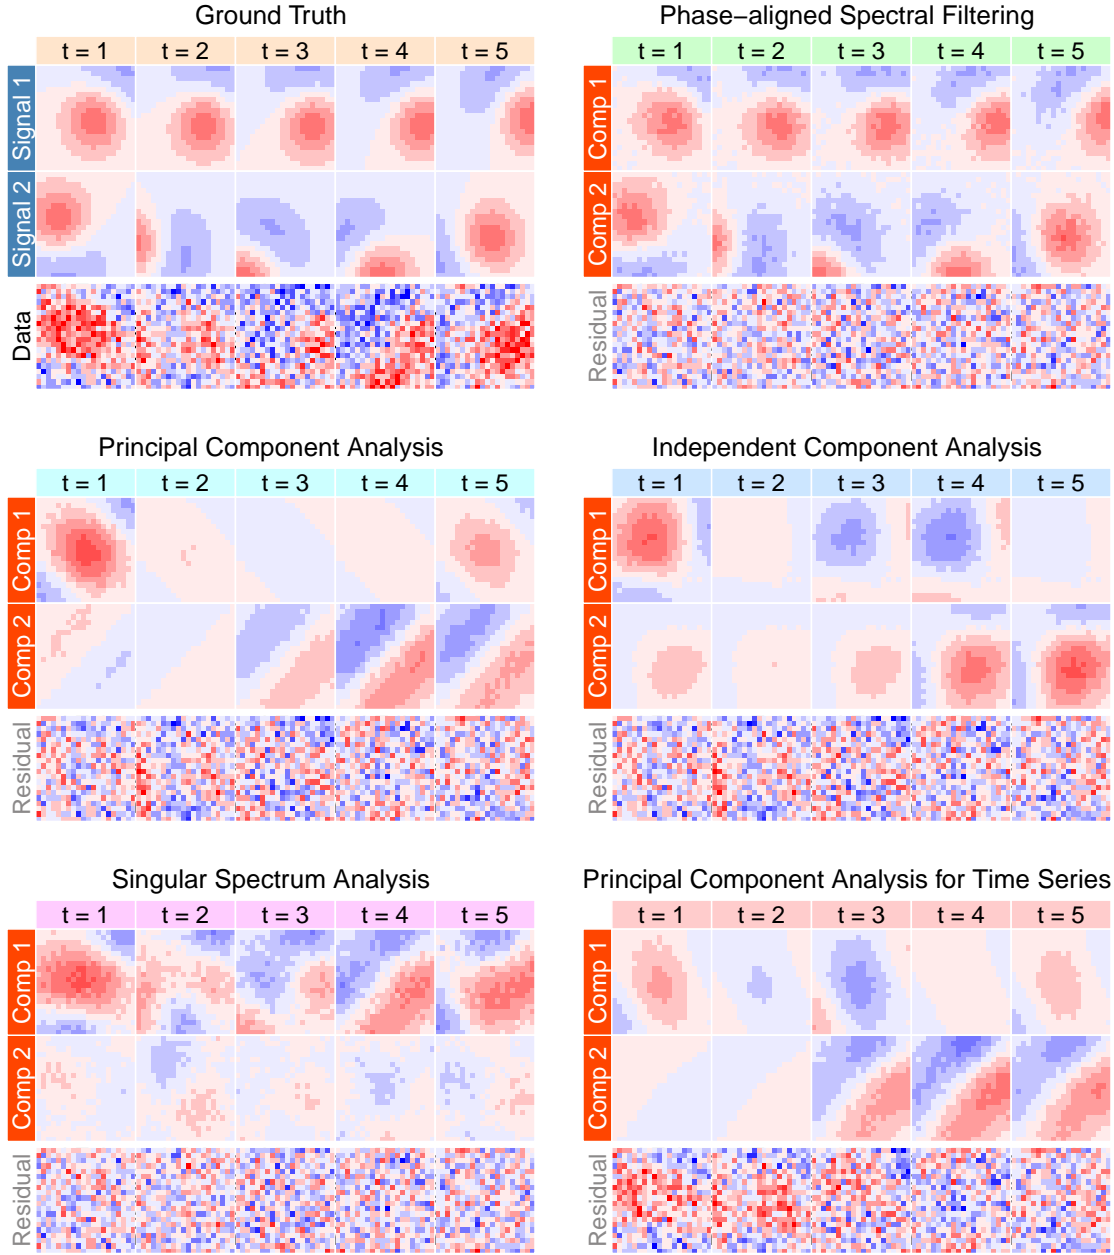 Ground Truth
t = 1 t = 2 t = 3 t = 4 t = 5
Signal 1
Signal 2
Data
Phase−aligned Spectral Filtering
t = 1 t = 2 t = 3 t = 4 t = 5
Comp 1
Comp 2
Residual
Principal Component Analysis
t = 1 t = 2 t = 3 t = 4 t = 5
Comp 1
Comp 2
Residual
Independent Component Analysis
t = 1 t = 2 t = 3 t = 4 t = 5
Comp 1
Comp 2
Residual
Singular Spectrum Analysis
t = 1 t = 2 t = 3 t = 4 t = 5
Comp 1
Comp 2
Residual
Principal Component Analysis for Time Series
t = 1 t = 2 t = 3 t = 4 t = 5
Comp 1
Comp 2
Residual